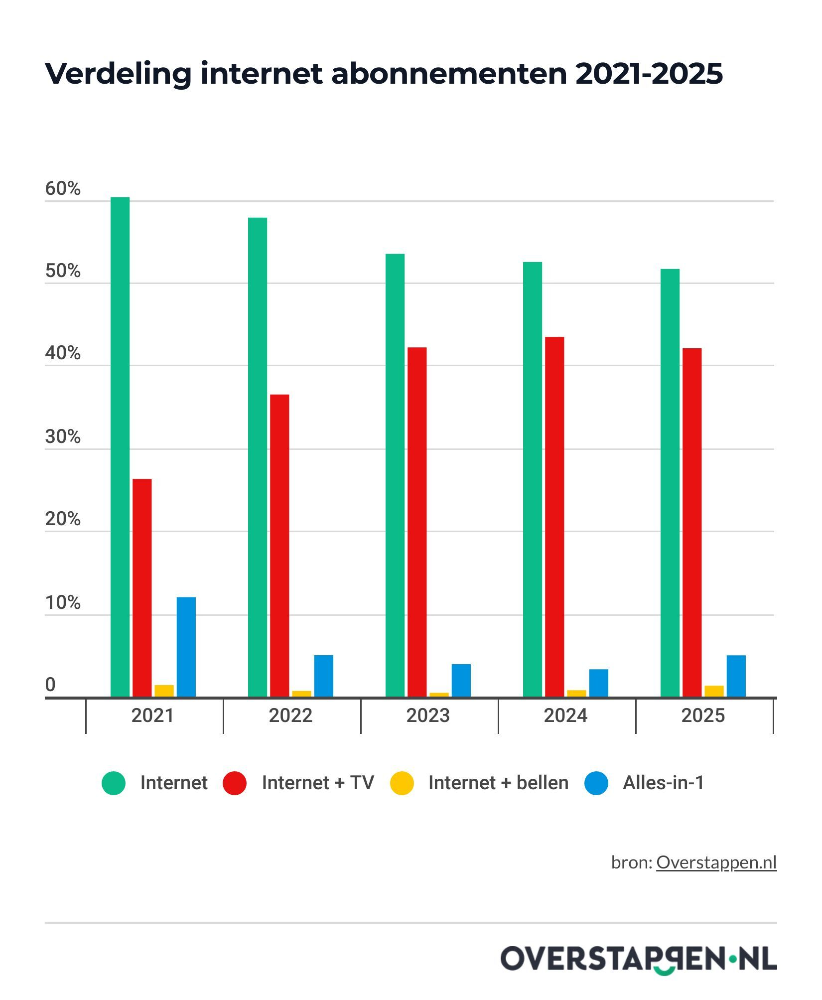 Verdeling internet abonnementen 2021-2025
60%
50%
40%
30%
20%
10%
0
2021 2022 2023 2024 2025
Internet Internet + TV Internet + bellen Alles-in-1
bron: Overstappen.nl
OVERSTAPPEN.NL